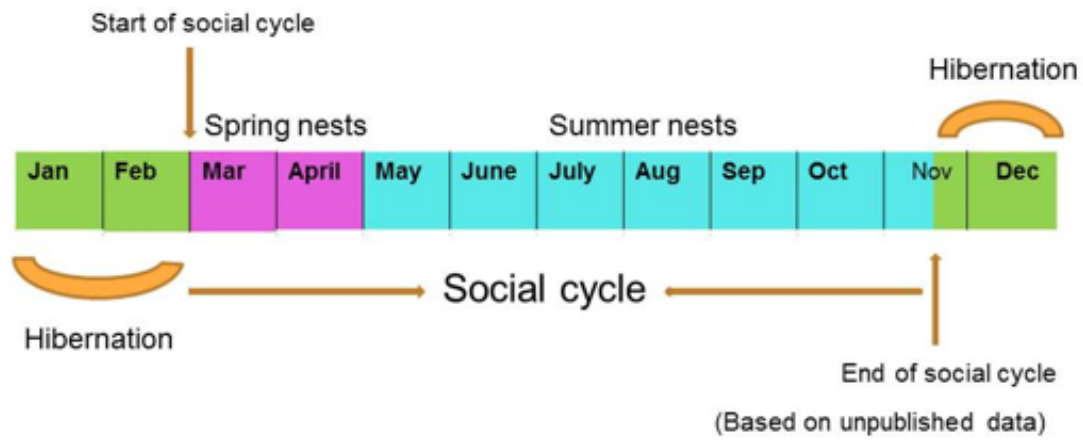 Start of social cycle
Hibernation
Spring nests
Summer nests
Jan Feb Mar April May June July Aug Sep Oct Nov Dec
Social cycle
Hibernation
End of social cycle
(Based on unpublished data)